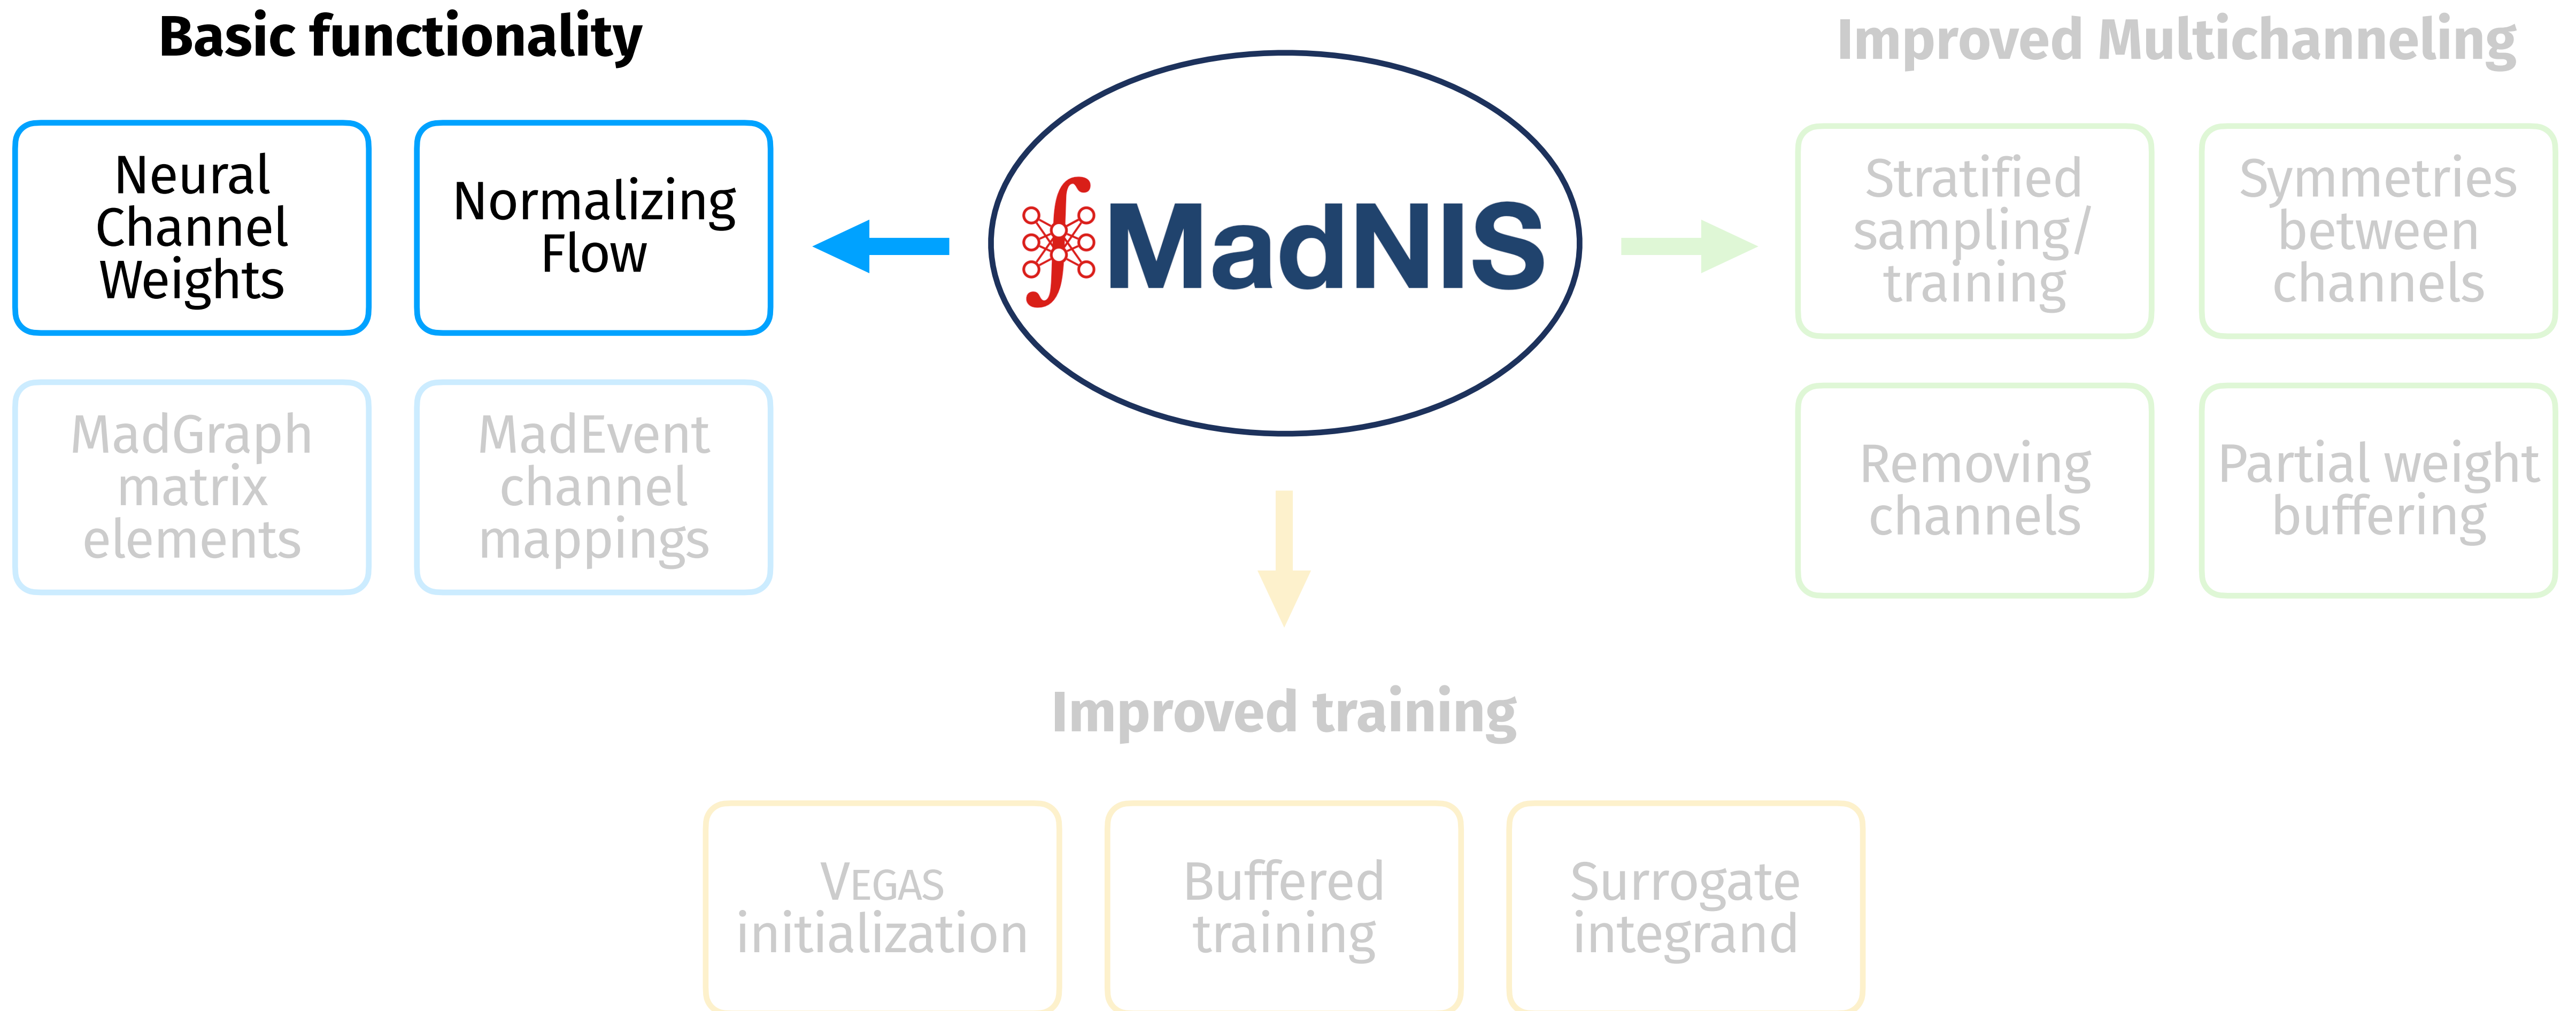 Basic functionality
Neural
Channel
Weights
Normalizing
Flow
MadGraph
matrix
elements
MadEvent
channel
mappings
MadNIS
Improved Multichanneling
Stratified
sampling/
training
Symmetries
between
channels
Removing
channels
Partial weight
buffering
Improved training
VEGAS
initialization
Buffered
training
Surrogate
integrand